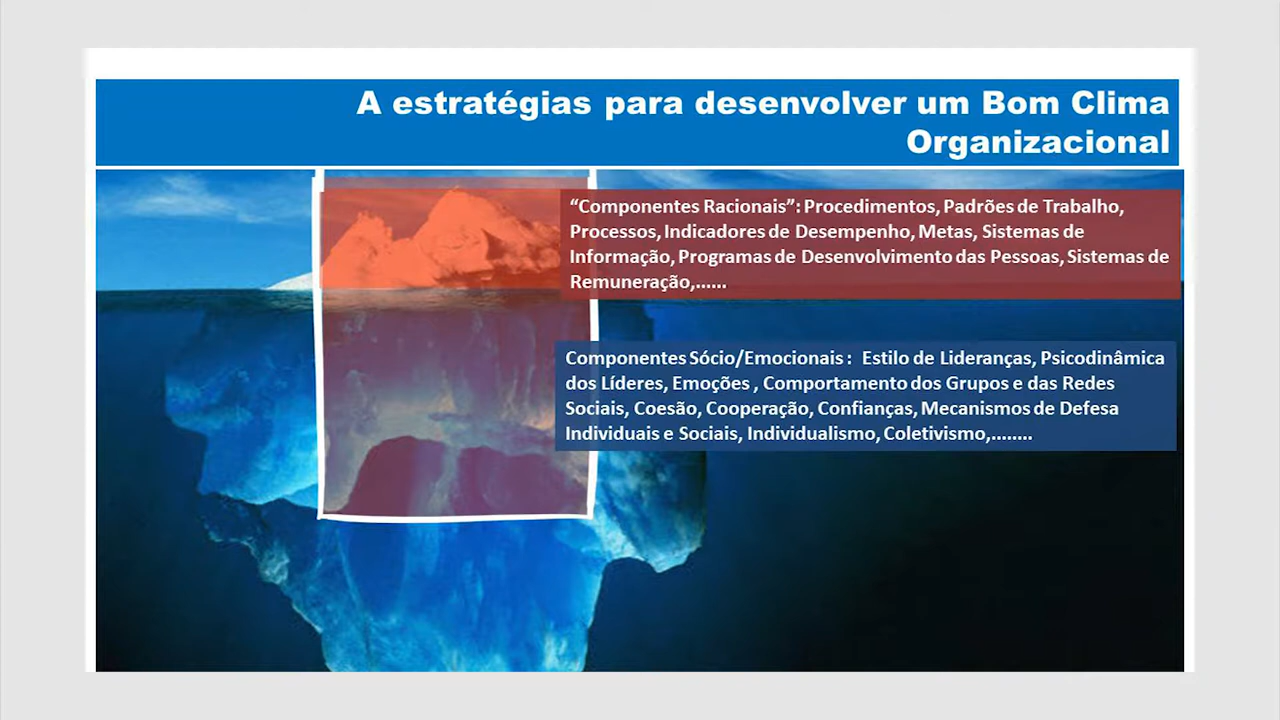 A estratégias para desenvolver um Bom Clima
Organizacional
“Componentes Racionais”: Procedimentos, Padrões de Trabalho,
Processos, Indicadores de Desempenho, Metas, Sistemas de
Informação, Programas de Desenvolvimento das Pessoas, Sistemas de
Remuneração,......
Componentes Sócio/Emocionais : Estilo de Lideranças, Psicodinâmica
dos Líderes, Emoções , Comportamento dos Grupos e das Redes
Sociais, Coesão, Cooperação, Confianças, Mecanismos de Defesa
Individuais e Sociais, Individualismo, Coletivismo,........